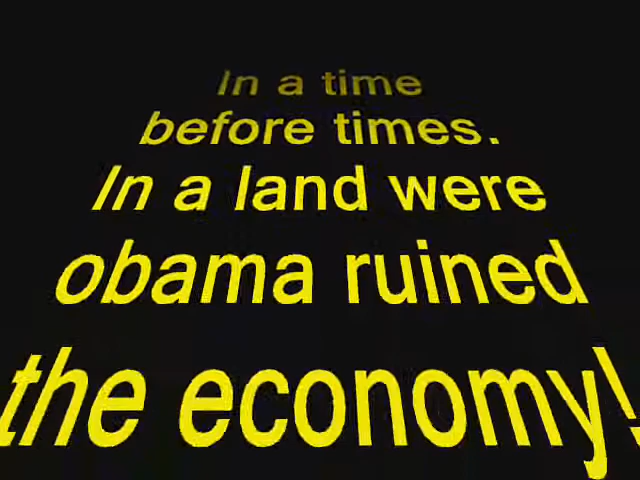 In a time
before times.
In a land were
obama ruined
the economy!